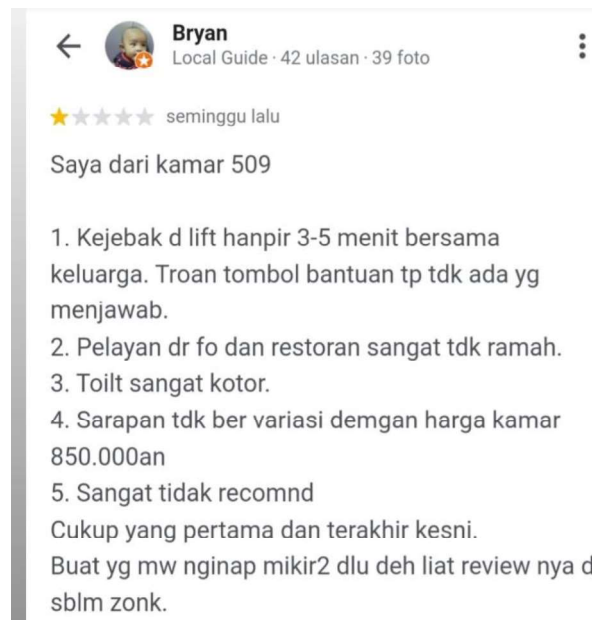 Bryan
Local Guide · 42 ulasan · 39 foto
seminggu lalu
Saya dari kamar 509
1. Kejebak d lift hanpir 3-5 menit bersama
keluarga. Troan tombol bantuan tp tdk ada yg
menjawab.
2. Pelayan dr fo dan restoran sangat tdk ramah.
3. Toilt sangat kotor.
4. Sarapan tdk ber variasi demgan harga kamar
850.000an
5. Sangat tidak recomnd
Cukup yang pertama dan terakhir kesni.
Buat yg mw nginap mikir2 dlu deh liat review nya d
sblm zonk.